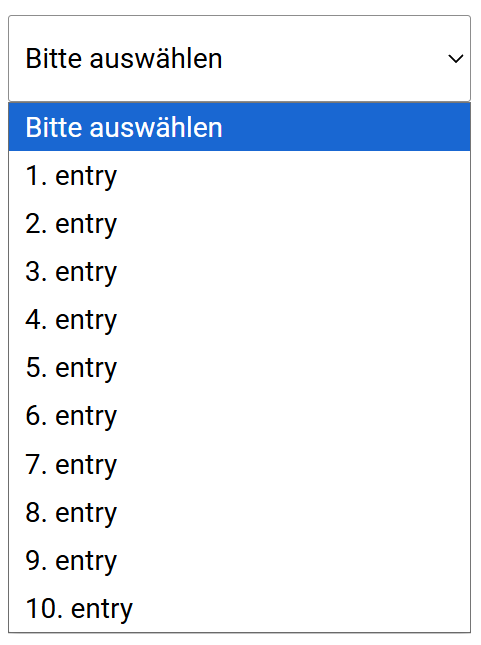 Bitte auswählen
Bitte auswählen
1. entry
2. entry
3. entry
4. entry
5. entry
6. entry
7. entry
8. entry
9. entry
10. entry